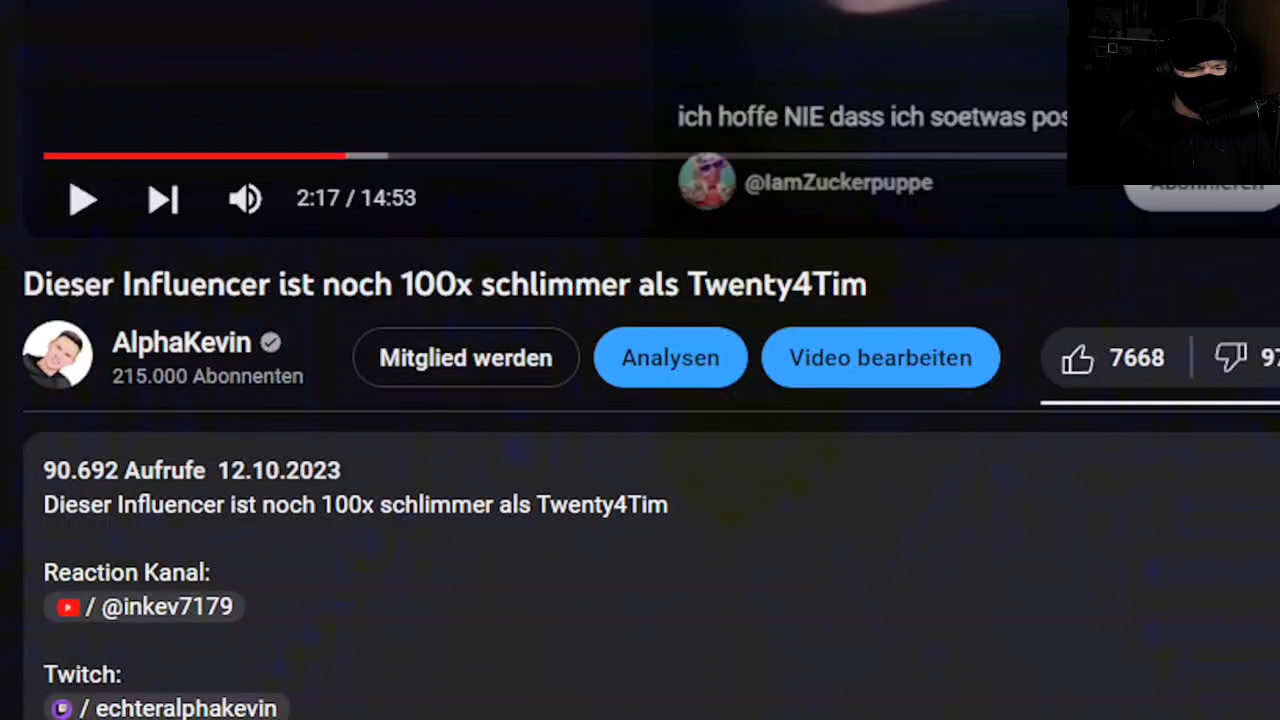 ich hoffe NIE dass ich soetwas
@IamZuckerpuppe
Abonnieren
2:17 / 14:53
Dieser Influencer ist noch 100x schlimmer als Twenty4Tim
AlphaKevin
215.000 Abonnenten
Mitglied werden
Analysen
Video bearbeiten
7668
90.692 Aufrufe 12.10.2023
Dieser Influencer ist noch 100x schlimmer als Twenty4Tim
Reaction Kanal:
/ @inkev7179
Twitch:
/ echteralphakevin